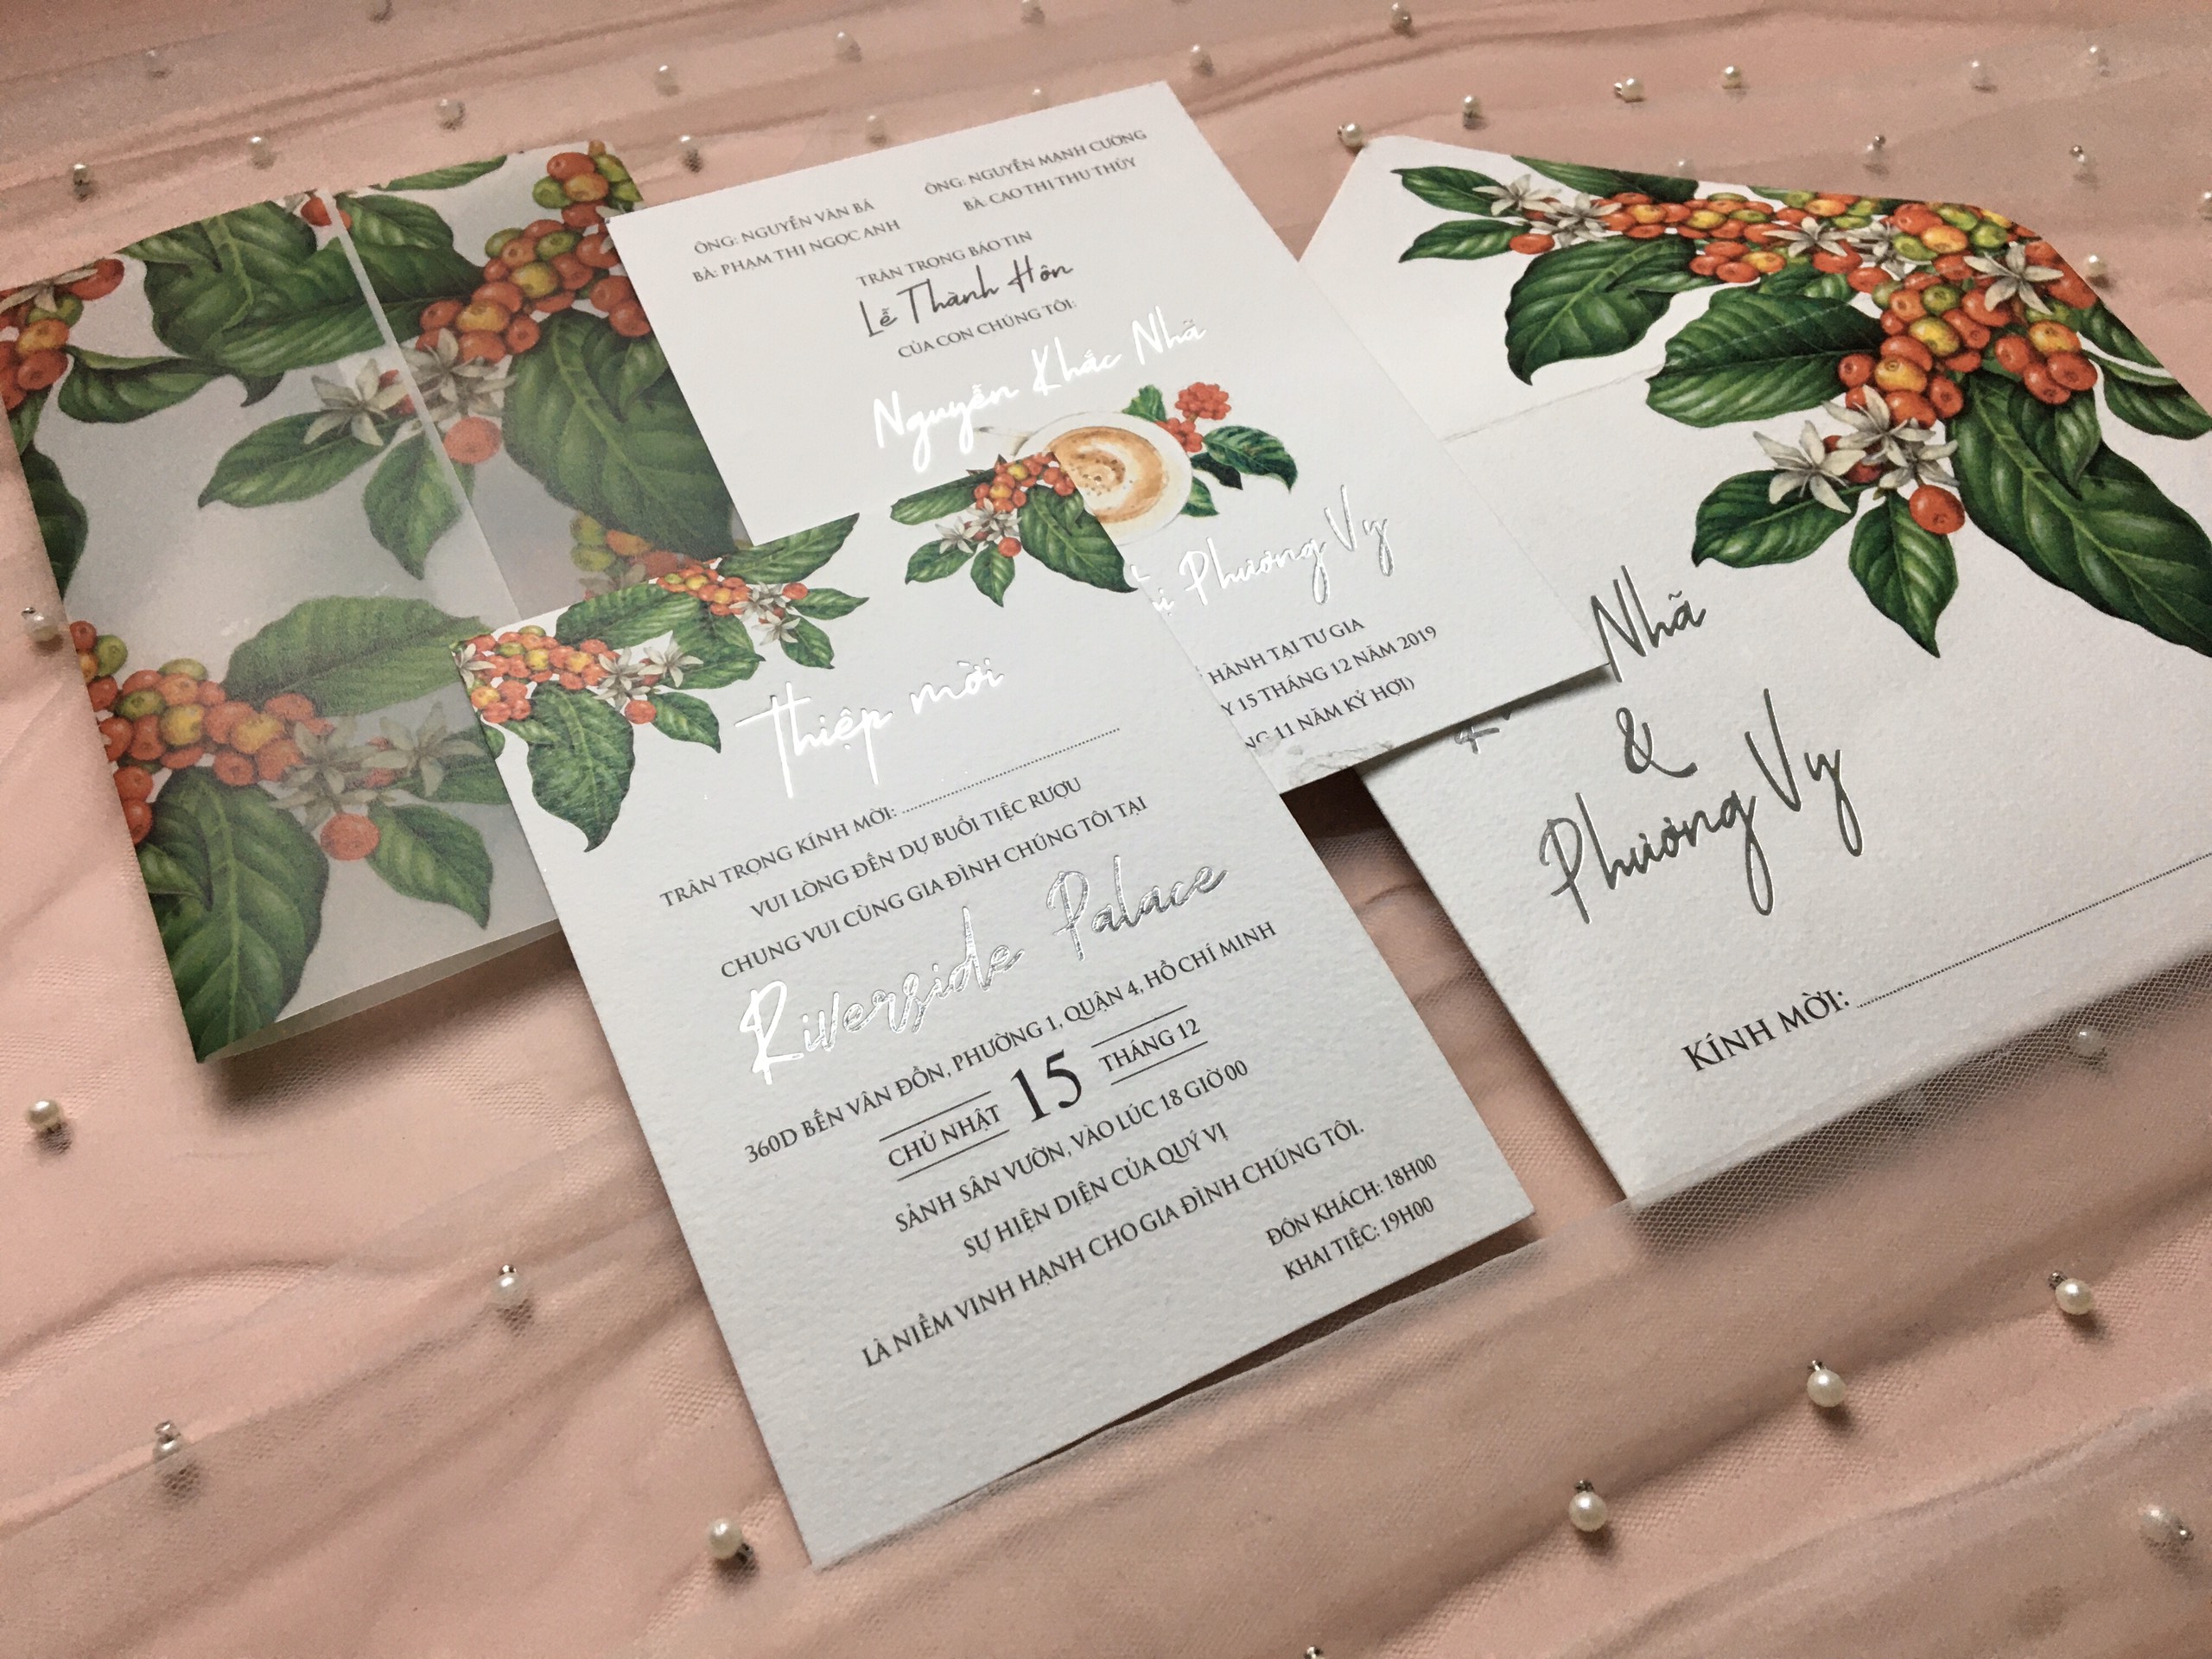 ÔNG: NGUYỄN VĂN BÁ
BÀ: PHẠM THỊ NGỌC ANH
ÔNG: NGUYỄN MẠNH CƯỜNG
BÀ: CAO THỊ THU THỦY
TRÂN TRỌNG BÁO TIN
Lễ Thành Hôn
CỦA CON CHÚNG TÔI:
Nguyễn Khắc Nhã
Phương Vy
HÀNH TẠI TƯ GIA
15 THÁNG 12 NĂM 2019
11 NĂM KỶ HỢI)
Thiệp mời
TRÂN TRỌNG KÍNH MỜI:
VUI LÒNG ĐẾN DỰ BUỔI TIỆC RƯỢU
CHUNG VUI CÙNG GIA ĐÌNH CHÚNG TÔI TẠI
Riverside Palace
360D BẾN VÂN ĐỒN, PHƯỜNG 1, QUẬN 4, HỒ CHÍ MINH
CHỦ NHẬT 15 THÁNG 12
SẢNH SÂN VƯỜN, VÀO LÚC 18 GIỜ 00
SỰ HIỆN DIỆN CỦA QUÝ VỊ
LÀ NIỀM VINH HẠNH CHO GIA ĐÌNH CHÚNG TÔI.
ĐÓN KHÁCH: 18H00
KHAI TIỆC: 19H00
Nhã
&
Phương Vy
KÍNH MỜI: